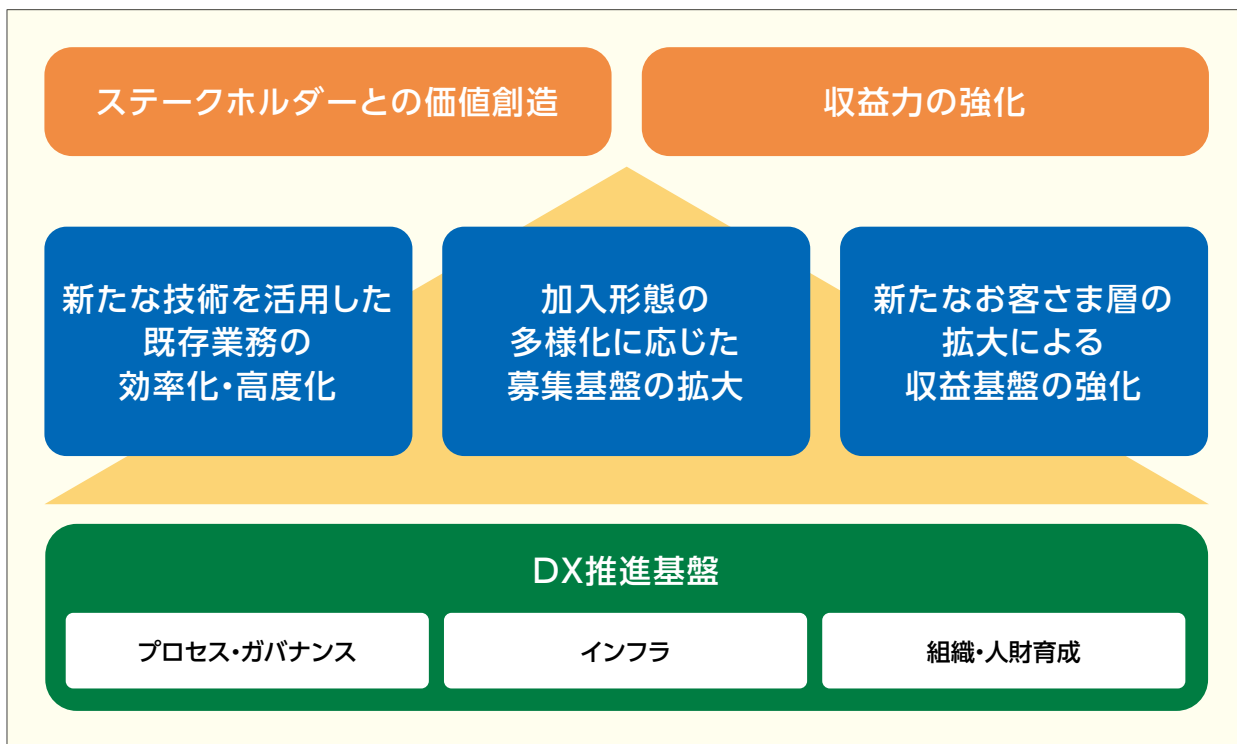 ステークホルダーとの価値創造
収益力の強化
新たな技術を活用した
既存業務の
効率化・高度化
加入形態の
多様化に応じた
募集基盤の拡大
新たなお客さま層の
拡大による
収益基盤の強化
DX推進基盤
プロセス・ガバナンス
インフラ
組織・人財育成